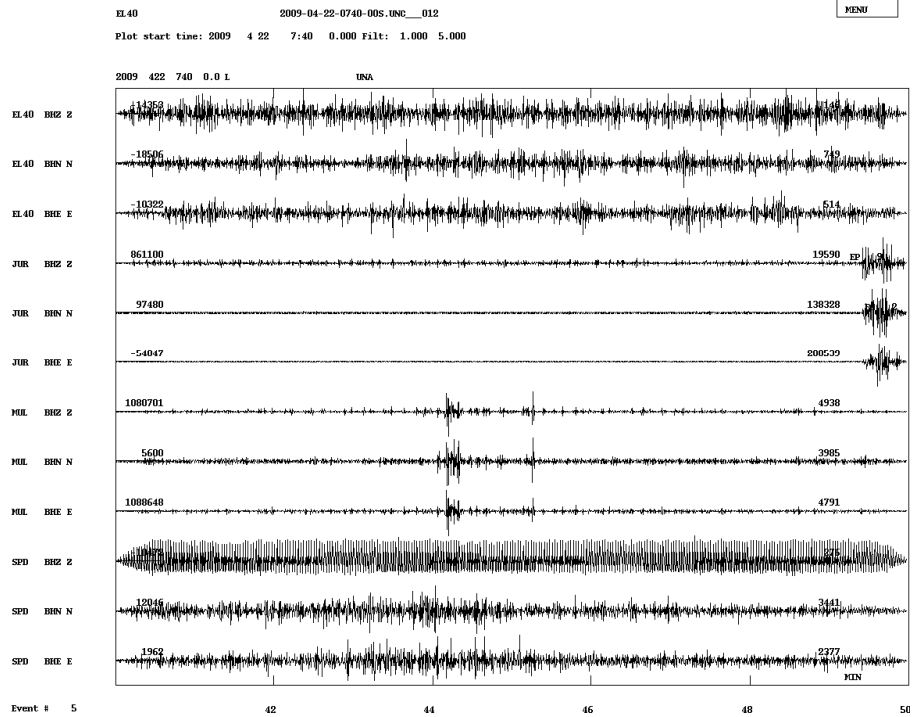 MENU
EL40 2009-04-22-0740-00S.UNG___012
Plot start time: 2009 4 22 7:40 0.000 Filt: 1.000 5.000
2009 422 740 0.0 L UNA
EL40 BHZ Z -14353
EL40 BHN N -18506 749
EL40 BHE E -10322 514
JUR BHZ Z 861100 19590 EP
JUR BHN N 97480 138328
JUR BHE E -54047 200539
MUL BHZ Z 1080701 4938
MUL BHN N 5600 3985
MUL BHE E 1088648 4791
SPD BHZ Z 275
SPD BHN N 12046 3441
SPD BHE E 1962 2377
MIN
Event # 5 42 44 46 48 50